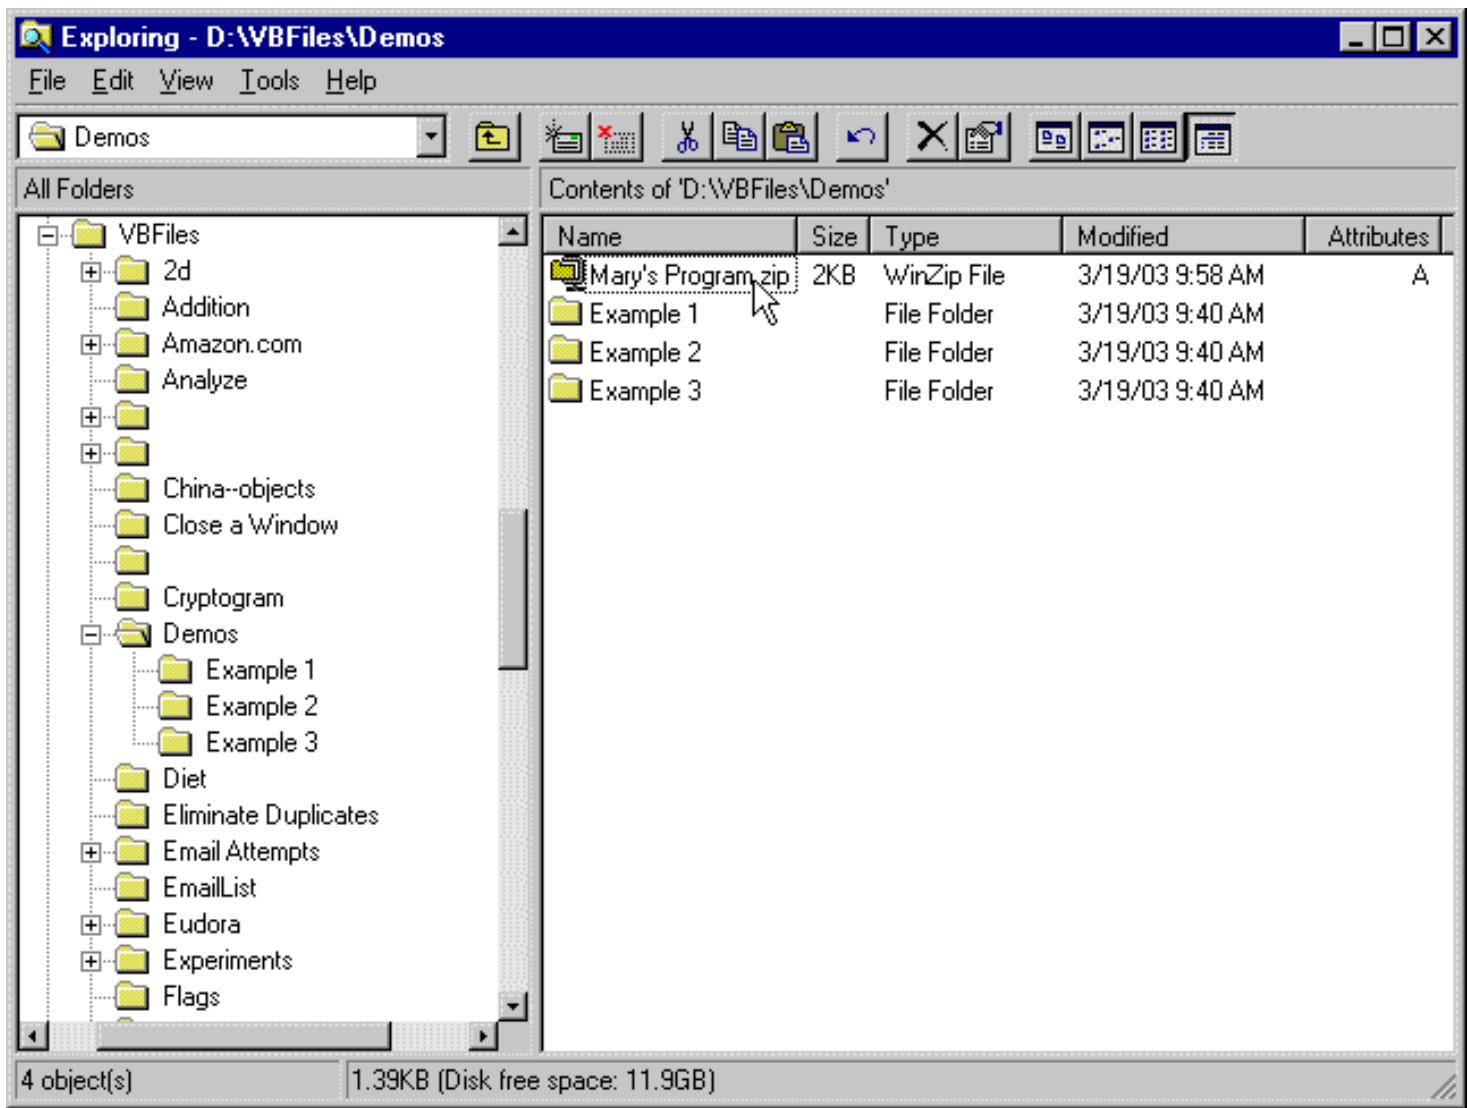 Exploring - D:\VBFiles\Demos
File Edit View Tools Help
Demos
All Folders
Contents of 'D:\VBFiles\Demos'
VBFiles
2d
Addition
Amazon.com
Analyze
China--objects
Close a Window
Cryptogram
Demos
Example 1
Example 2
Example 3
Diet
Eliminate Duplicates
Email Attempts
EmailList
Eudora
Experiments
Flags
Name Size Type Modified Attributes
Mary's Program.zip 2KB WinZip File 3/19/03 9:58 AM A
Example 1 File Folder 3/19/03 9:40 AM
Example 2 File Folder 3/19/03 9:40 AM
Example 3 File Folder 3/19/03 9:40 AM
4 object(s) 1.39KB (Disk free space: 11.9GB)